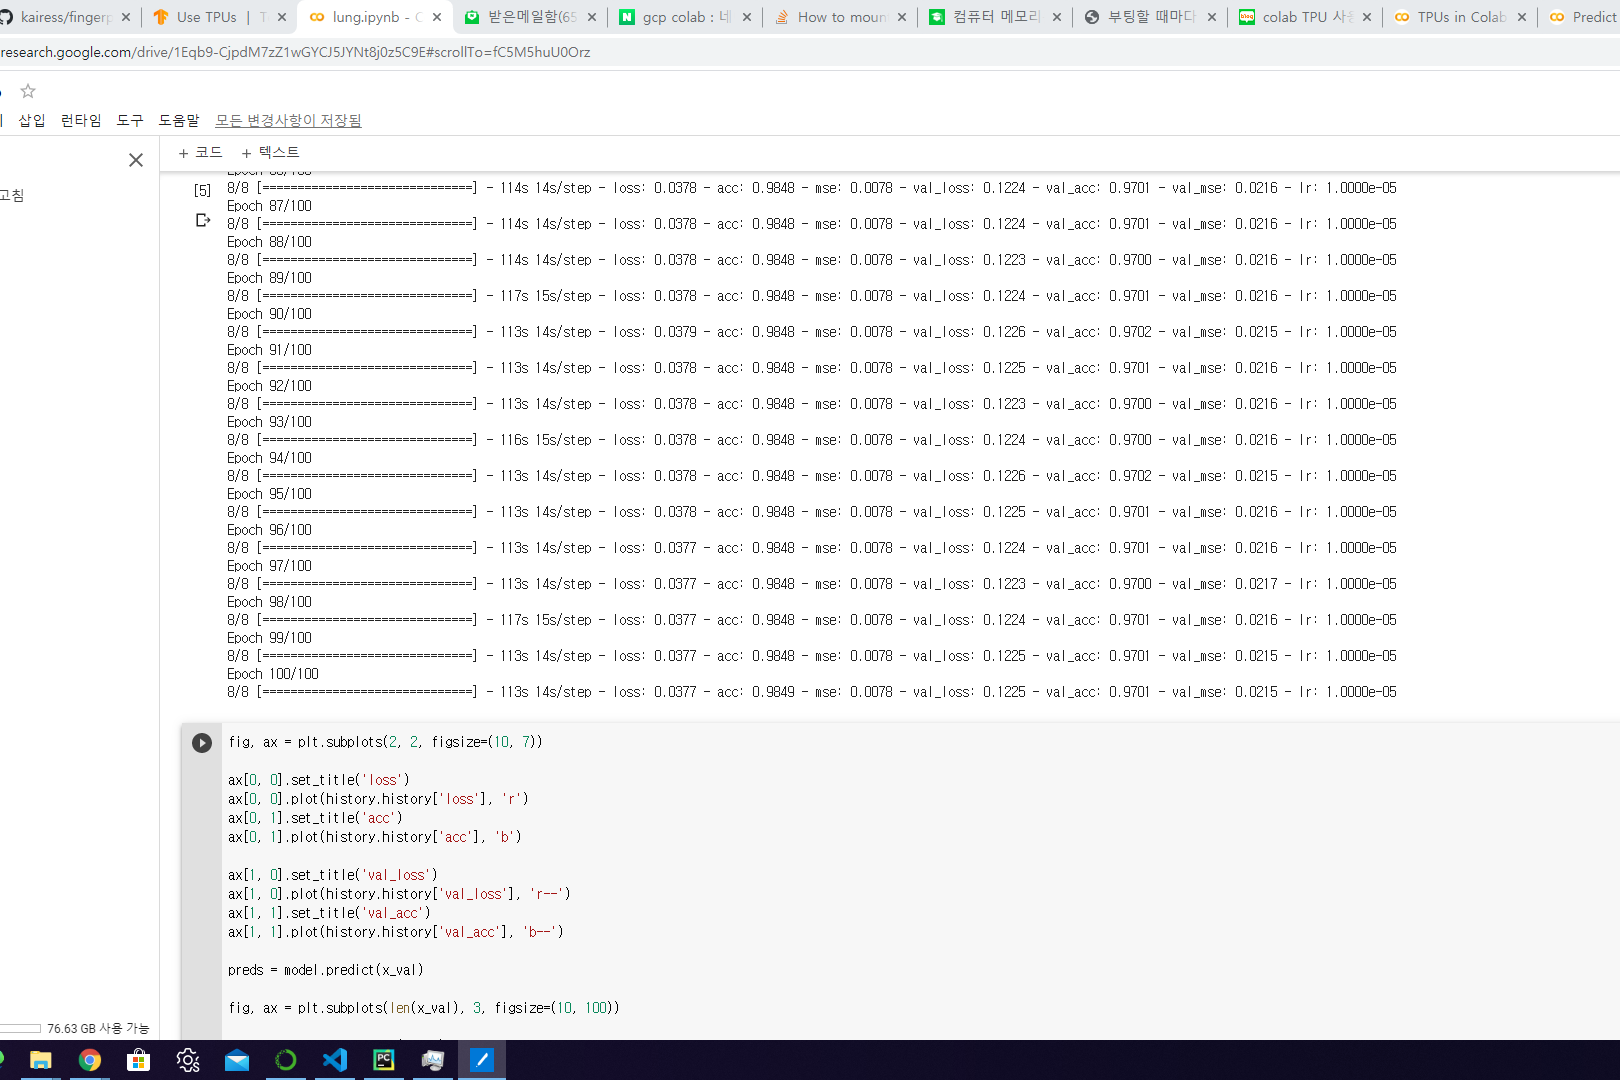 kairess/fingerp
Use TPUs | T
lung.ipynb - C
받은메일함(65
gcp colab : 네
How to moun
컴퓨터 메모리
부팅할 때마다
colab TPU 사용
TPUs in Colab
Predict
research.google.com/drive/1Eqb9-CjpdM7zZ1wGYCJ5JYNt8j0z5C9E#scrollTo=fC5M5huU0Orz
삽입 런타임 도구 도움말 모든 변경사항이 저장됨
+ 코드 + 텍스트
고침
[5]
8/8 [==============================] - 114s 14s/step - loss: 0.0378 - acc: 0.9848 - mse: 0.0078 - val_loss: 0.1224 - val_acc: 0.9701 - val_mse: 0.0216 - lr: 1.0000e-05
Epoch 87/100
8/8 [==============================] - 114s 14s/step - loss: 0.0378 - acc: 0.9848 - mse: 0.0078 - val_loss: 0.1224 - val_acc: 0.9701 - val_mse: 0.0216 - lr: 1.0000e-05
Epoch 88/100
8/8 [==============================] - 114s 14s/step - loss: 0.0378 - acc: 0.9848 - mse: 0.0078 - val_loss: 0.1223 - val_acc: 0.9700 - val_mse: 0.0216 - lr: 1.0000e-05
Epoch 89/100
8/8 [==============================] - 117s 15s/step - loss: 0.0378 - acc: 0.9848 - mse: 0.0078 - val_loss: 0.1224 - val_acc: 0.9701 - val_mse: 0.0216 - lr: 1.0000e-05
Epoch 90/100
8/8 [==============================] - 113s 14s/step - loss: 0.0379 - acc: 0.9848 - mse: 0.0078 - val_loss: 0.1226 - val_acc: 0.9702 - val_mse: 0.0215 - lr: 1.0000e-05
Epoch 91/100
8/8 [==============================] - 113s 14s/step - loss: 0.0378 - acc: 0.9848 - mse: 0.0078 - val_loss: 0.1225 - val_acc: 0.9701 - val_mse: 0.0216 - lr: 1.0000e-05
Epoch 92/100
8/8 [==============================] - 113s 14s/step - loss: 0.0378 - acc: 0.9848 - mse: 0.0078 - val_loss: 0.1223 - val_acc: 0.9700 - val_mse: 0.0216 - lr: 1.0000e-05
Epoch 93/100
8/8 [==============================] - 116s 15s/step - loss: 0.0378 - acc: 0.9848 - mse: 0.0078 - val_loss: 0.1224 - val_acc: 0.9700 - val_mse: 0.0216 - lr: 1.0000e-05
Epoch 94/100
8/8 [==============================] - 113s 14s/step - loss: 0.0378 - acc: 0.9848 - mse: 0.0078 - val_loss: 0.1226 - val_acc: 0.9702 - val_mse: 0.0215 - lr: 1.0000e-05
Epoch 95/100
8/8 [==============================] - 113s 14s/step - loss: 0.0378 - acc: 0.9848 - mse: 0.0078 - val_loss: 0.1225 - val_acc: 0.9701 - val_mse: 0.0216 - lr: 1.0000e-05
Epoch 96/100
8/8 [==============================] - 113s 14s/step - loss: 0.0377 - acc: 0.9848 - mse: 0.0078 - val_loss: 0.1224 - val_acc: 0.9701 - val_mse: 0.0216 - lr: 1.0000e-05
Epoch 97/100
8/8 [==============================] - 113s 14s/step - loss: 0.0377 - acc: 0.9848 - mse: 0.0078 - val_loss: 0.1223 - val_acc: 0.9700 - val_mse: 0.0217 - lr: 1.0000e-05
Epoch 98/100
8/8 [==============================] - 117s 15s/step - loss: 0.0377 - acc: 0.9848 - mse: 0.0078 - val_loss: 0.1224 - val_acc: 0.9701 - val_mse: 0.0216 - lr: 1.0000e-05
Epoch 99/100
8/8 [==============================] - 113s 14s/step - loss: 0.0377 - acc: 0.9848 - mse: 0.0078 - val_loss: 0.1225 - val_acc: 0.9701 - val_mse: 0.0215 - lr: 1.0000e-05
Epoch 100/100
8/8 [==============================] - 113s 14s/step - loss: 0.0377 - acc: 0.9849 - mse: 0.0078 - val_loss: 0.1225 - val_acc: 0.9701 - val_mse: 0.0215 - lr: 1.0000e-05
fig, ax = plt.subplots(2, 2, figsize=(10, 7))
ax[0, 0].set_title('loss')
ax[0, 0].plot(history.history['loss'], 'r')
ax[0, 1].set_title('acc')
ax[0, 1].plot(history.history['acc'], 'b')
ax[1, 0].set_title('val_loss')
ax[1, 0].plot(history.history['val_loss'], 'r--')
ax[1, 1].set_title('val_acc')
ax[1, 1].plot(history.history['val_acc'], 'b--')
preds = model.predict(x_val)
fig, ax = plt.subplots(len(x_val), 3, figsize=(10, 100))
76.63 GB 사용 가능